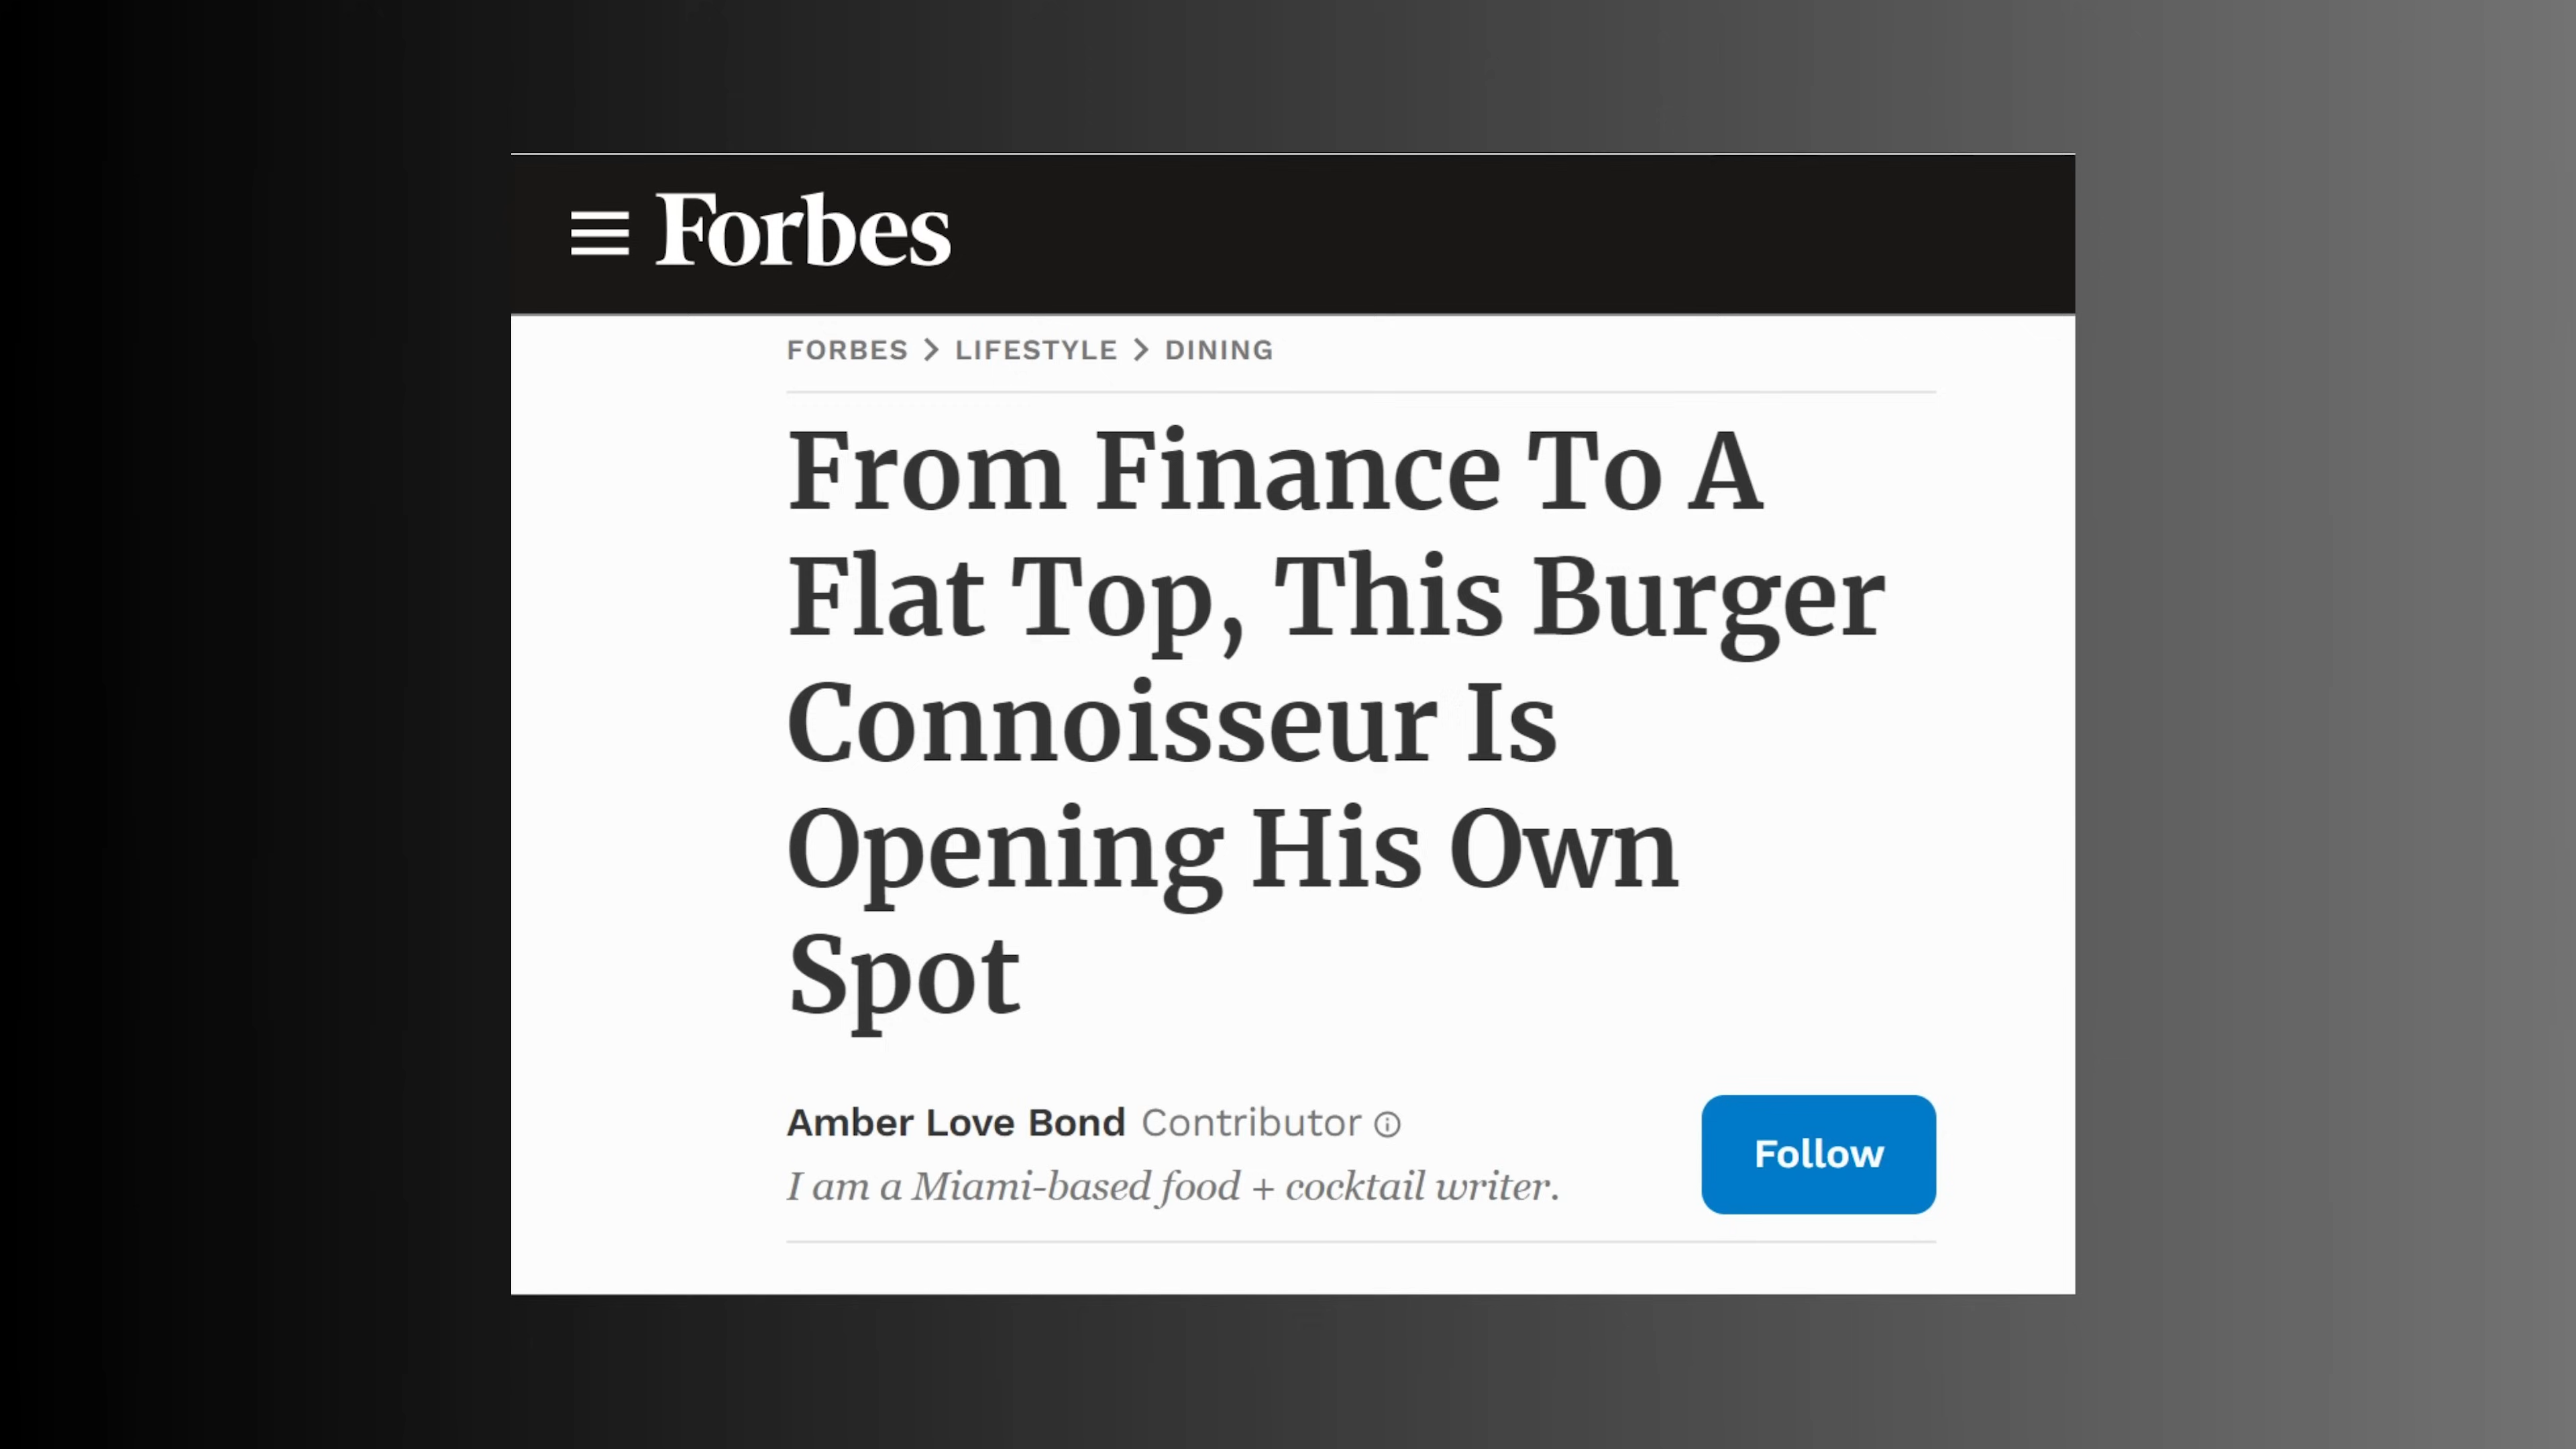 Forbes
FORBES > LIFESTYLE > DINING
From Finance To A
Flat Top, This Burger
Connoisseur Is
Opening His Own
Spot
Amber Love Bond Contributor
I am a Miami-based food + cocktail writer.
Follow